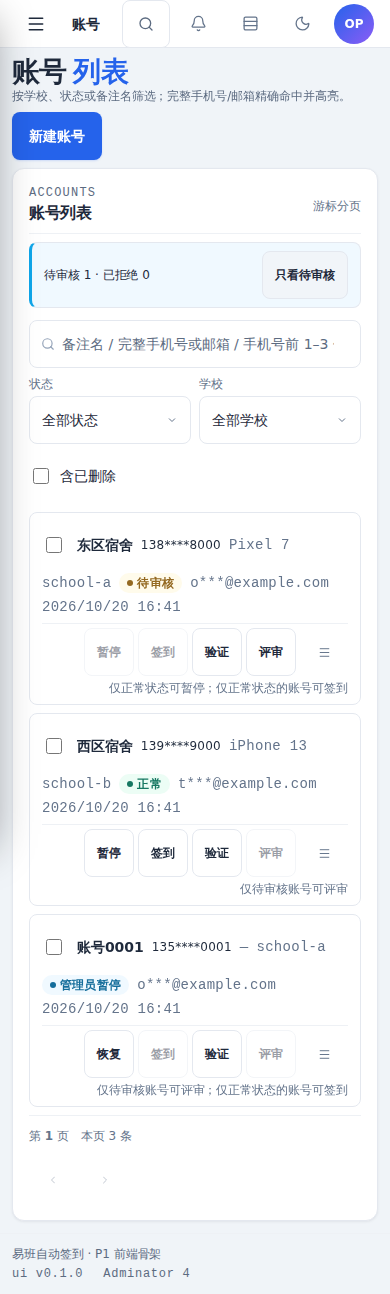 账号
OP
账号 列表
按学校、状态或备注名筛选；完整手机号/邮箱精确命中并高亮。
新建账号
ACCOUNTS
账号列表
游标分页
待审核 1 · 已拒绝 0
只看待审核
备注名 / 完整手机号或邮箱 / 手机号前 1–3
状态
学校
全部状态
全部学校
含已删除
东区宿舍 138****8000 Pixel 7
school-a 待审核 o***@example.com
2026/10/20 16:41
暂停 签到 验证 评审
仅正常状态可暂停；仅正常状态的账号可签到
西区宿舍 139****9000 iPhone 13
school-b 正常 t***@example.com
2026/10/20 16:41
暂停 签到 验证 评审
仅待审核账号可评审
账号0001 135****0001 — school-a
管理员暂停 o***@example.com
2026/10/20 16:41
恢复 签到 验证 评审
仅待审核账号可评审；仅正常状态的账号可签到
第 1 页 本页 3 条
易班自动签到 · P1 前端骨架
ui v0.1.0 Adminator 4